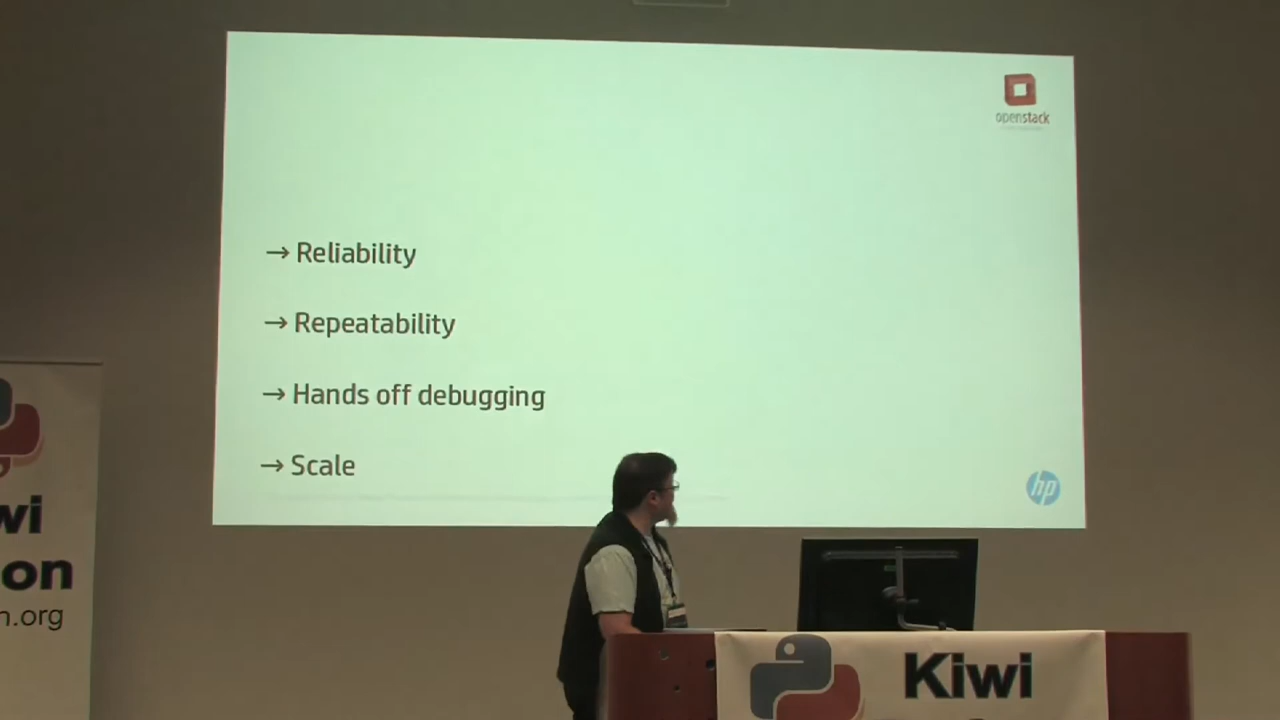 openstack
→ Reliability
→ Repeatability
→ Hands off debugging
→ Scale
hp
wi
on
n.org
Kiwi